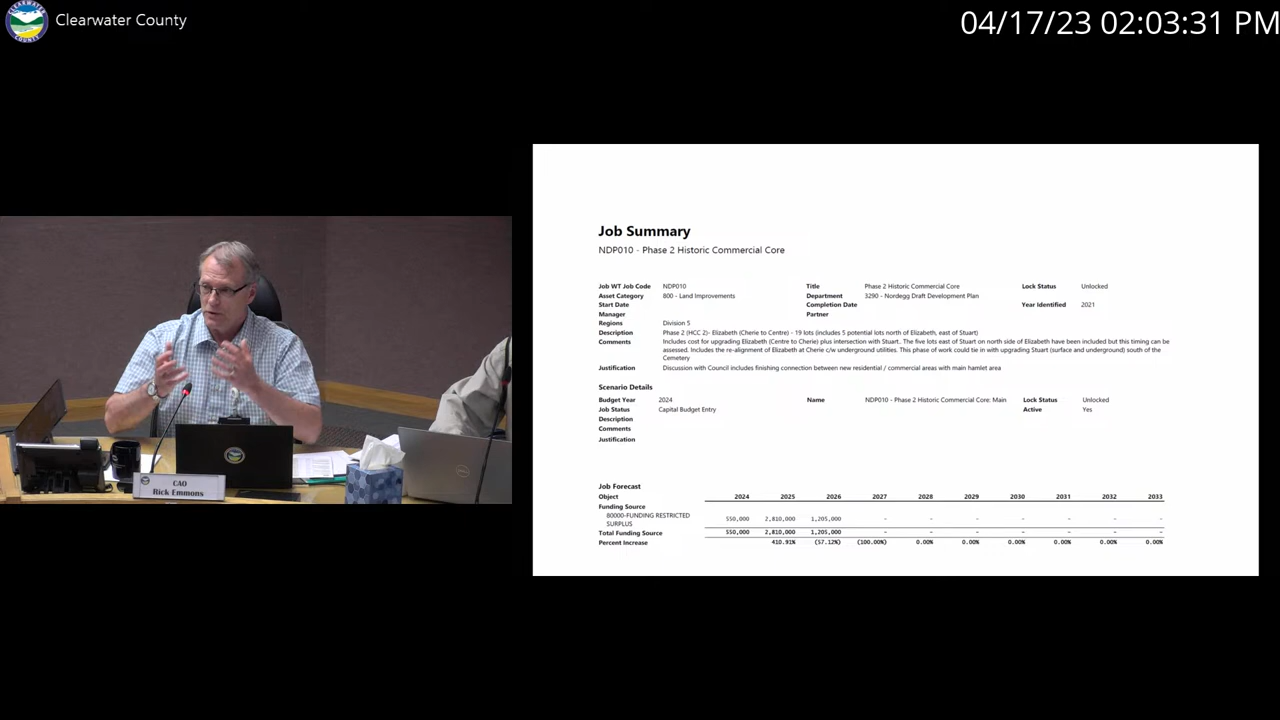 Clearwater County
04/17/23 02:03:31 PM
CLEARWATER
COUNTY
CAO
Rick Emmons
Job Summary
NDP010 - Phase 2 Historic Commercial Core
Job WT Job Code NDP010 Title Phase 2 Historic Commercial Core Lock Status Unlocked
Asset Category 800 - Land Improvements Department 3290 - Nordegg Draft Development Plan
Start Date Completion Date Year Identified 2021
Manager Partner
Regions Division 5
Description Phase 2 (HCC 2)- Elizabeth (Cherie to Centre) - 19 lots (includes 5 potential lots north of Elizabeth, east of Stuart)
Comments Includes cost for upgrading Elizabeth (Centre to Cherie) plus intersection with Stuart. The five lots east of Stuart on north side of Elizabeth have been included but this timing can be
assessed. Includes the re-alignment of Elizabeth at Cherie c/w underground utilities. This phase of work could tie in with upgrading Stuart (surface and underground) south of the
Cemetery
Justification Discussion with Council includes finishing connection between new residential / commercial areas with main hamlet area
Scenario Details
Budget Year 2024 Name NDP010 - Phase 2 Historic Commercial Core: Main Lock Status Unlocked
Job Status Capital Budget Entry Active Yes
Description
Comments
Justification
Job Forecast
Object 2024 2025 2026 2027 2028 2029 2030 2031 2032 2033
Funding Source
80000-FUNDING RESTRICTED
SURPLUS 550,000 2,810,000 1,205,000 - - - - - - -
Total Funding Source 550,000 2,810,000 1,205,000 - - - - - - -
Percent Increase 410.91% (57.12%) (100.00%) 0.00% 0.00% 0.00% 0.00% 0.00% 0.00%